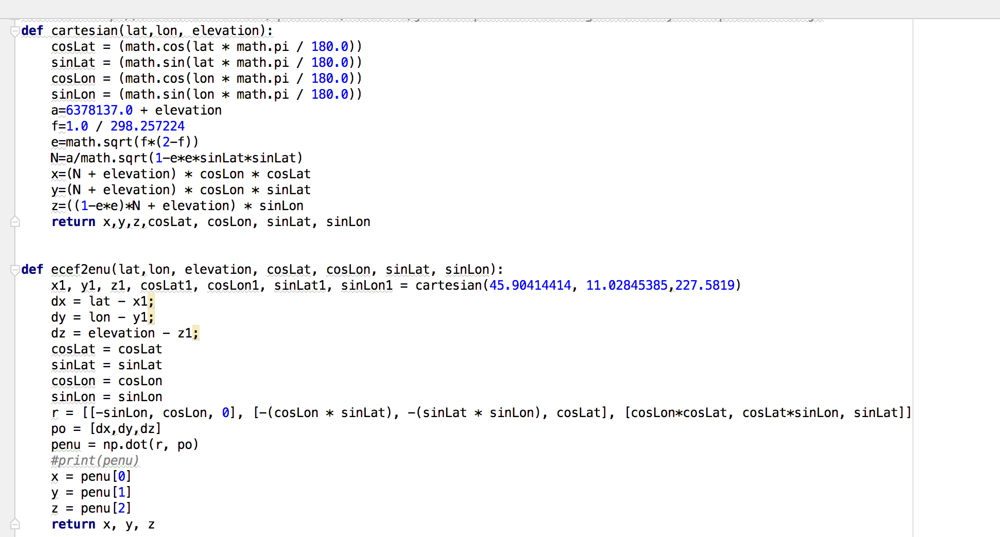 def cartesian(lat,lon, elevation):
    cosLat = (math.cos(lat * math.pi / 180.0))
    sinLat = (math.sin(lat * math.pi / 180.0))
    cosLon = (math.cos(lon * math.pi / 180.0))
    sinLon = (math.sin(lon * math.pi / 180.0))
    a=6378137.0 + elevation
    f=1.0 / 298.257224
    e=math.sqrt(f*(2-f))
    N=a/math.sqrt(1-e*e*sinLat*sinLat)
    x=(N + elevation) * cosLon * cosLat
    y=(N + elevation) * cosLon * sinLat
    z=((1-e*e)*N + elevation) * sinLon
    return x,y,z,cosLat, cosLon, sinLat, sinLon
def ecef2enu(lat,lon, elevation, cosLat, cosLon, sinLat, sinLon):
    x1, y1, z1, cosLat1, cosLon1, sinLat1, sinLon1 = cartesian(45.90414414, 11.02845385,227.5819)
    dx = lat - x1;
    dy = lon - y1;
    dz = elevation - z1;
    cosLat = cosLat
    sinLat = sinLat
    cosLon = cosLon
    sinLon = sinLon
    r = [[-sinLon, cosLon, 0], [-(cosLon * sinLat), -(sinLat * sinLon), cosLat], [cosLon*cosLat, cosLat*sinLon, sinLat]]
    po = [dx,dy,dz]
    penu = np.dot(r, po)
    #print(penu)
    x = penu[0]
    y = penu[1]
    z = penu[2]
    return x, y, z